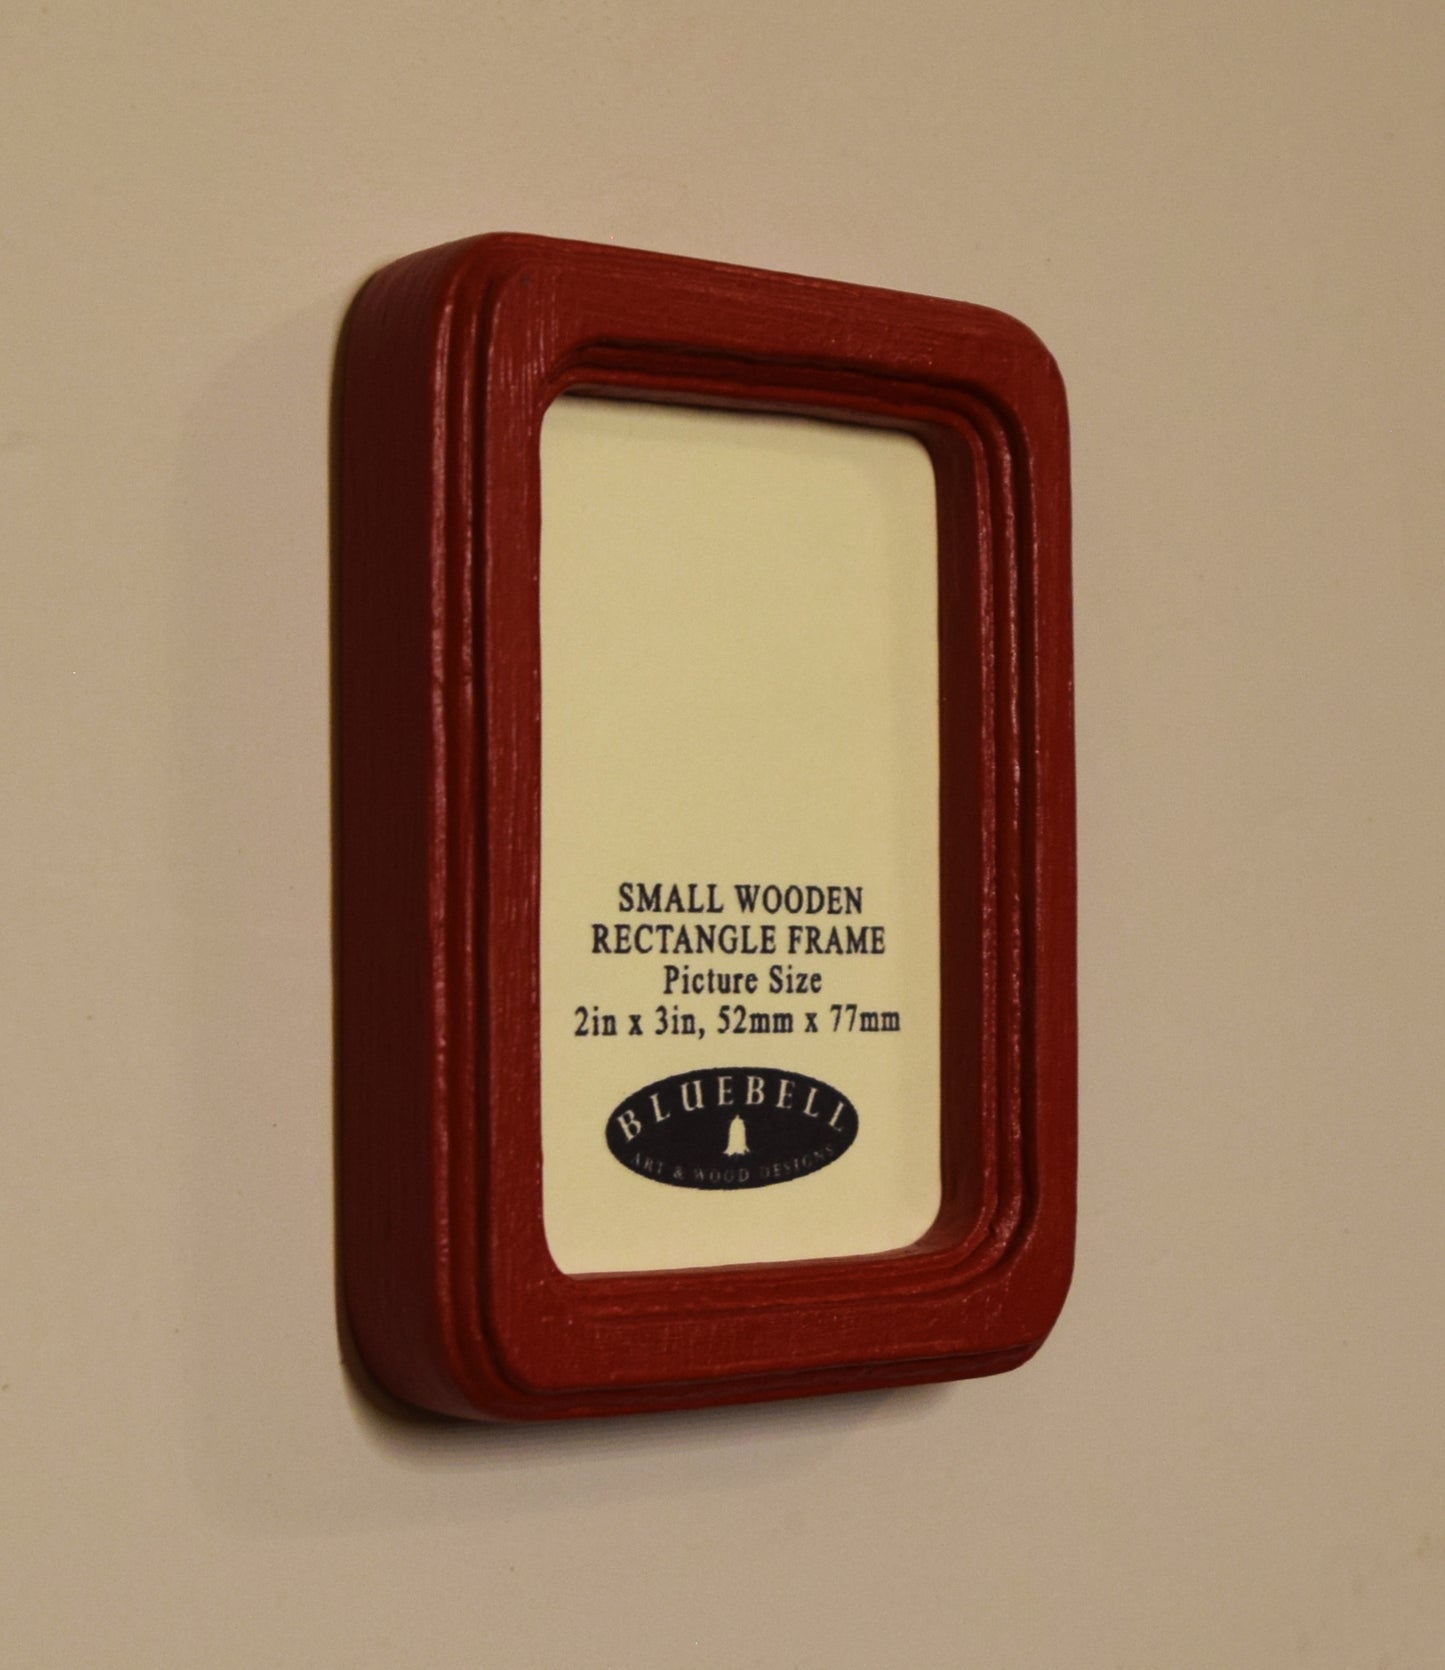 SMALL WOODEN
RECTANGLE FRAME
Picture Size
2in x 3in, 52mm x 77mm
BLUEBELL
ART & WOOD DESIGNS